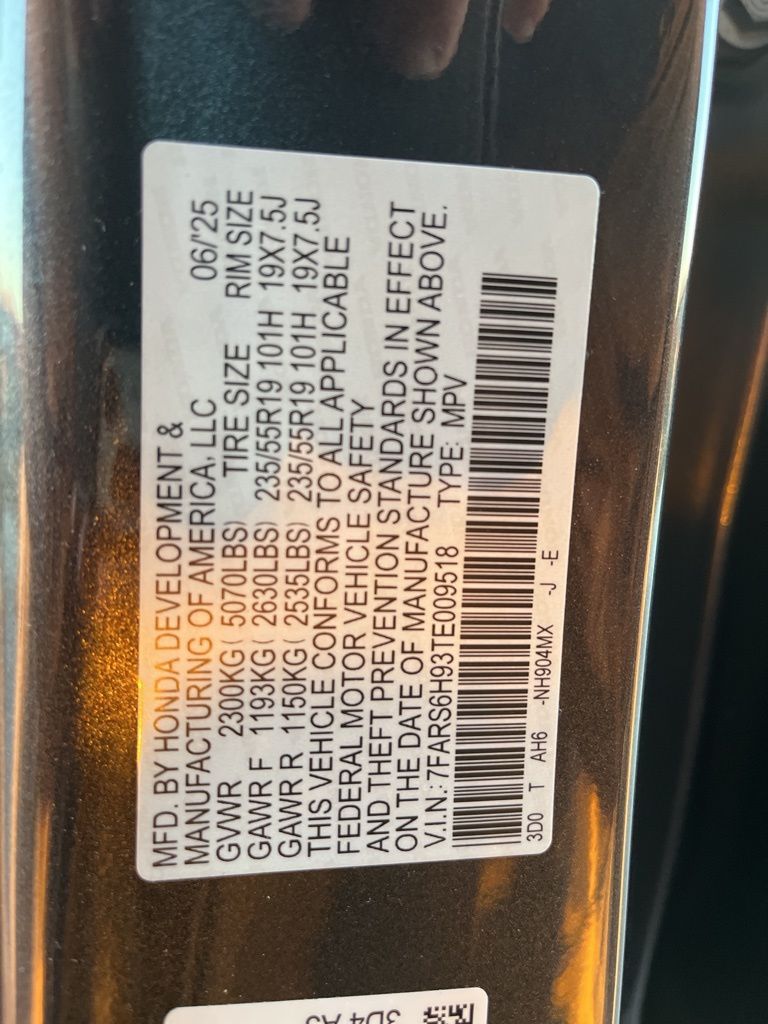 MFD. BY HONDA DEVELOPMENT &
MANUFACTURING OF AMERICA, LLC 06/'25
GVWR 2300KG( 5070LBS) TIRE SIZE RIM SIZE
GAWR F 1193KG( 2630LBS) 235/55R19 101H 19X7.5J
GAWR R 1150KG( 2535LBS) 235/55R19 101H 19X7.5J
THIS VEHICLE CONFORMS TO ALL APPLICABLE
FEDERAL MOTOR VEHICLE SAFETY
AND THEFT PREVENTION STANDARDS IN EFFECT
ON THE DATE OF MANUFACTURE SHOWN ABOVE.
V.I.N.: 7FARS6H93TE009518 TYPE: MPV
3D0 T AH6 -NH904MX -J -E